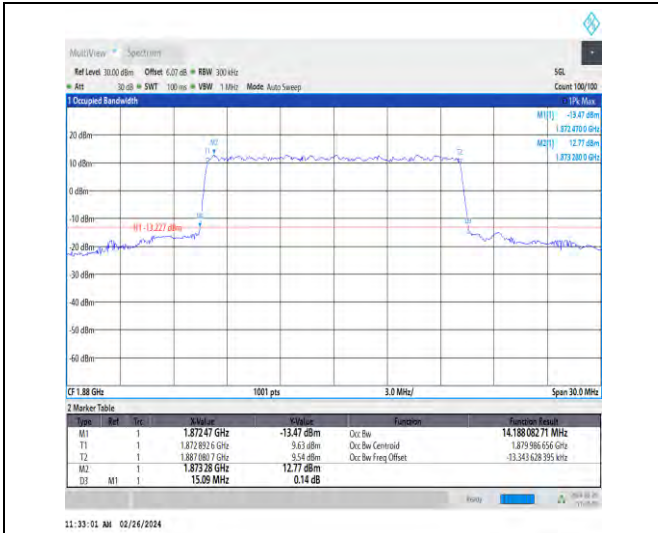 MultiView Spectrum
Ref Level 30.00 dBm Offset 6.07 dB RBW 300 kHz SGL
Att 30 dB SWT 100 ms VBW 1 MHz Mode Auto Sweep Count 100/100
1 Occupied Bandwidth 1Pk Max
M1[1] -13.47 dBm
1.872 470 0 GHz
20 dBm M2[1] 12.77 dBm
M2 1.873 280 0 GHz
T1 T2
10 dBm
0 dBm
-10 dBm
H1 -13.227 dBm
-20 dBm
-30 dBm
-40 dBm
-50 dBm
-60 dBm
CF 1.88 GHz 1001 pts 3.0 MHz/ Span 30.0 MHz
2 Marker Table
Type Ref Trc X-Value Y-Value Function Function Result
M1 1 1.872 47 GHz -13.47 dBm Occ Bw 14.188 082 71 MHz
T1 1 1.872 892 6 GHz 9.63 dBm Occ Bw Centroid 1.879 986 656 GHz
T2 1 1.887 080 7 GHz 9.54 dBm Occ Bw Freq Offset -13.343 628 395 kHz
M2 1 1.873 28 GHz 12.77 dBm
D3 M1 1 15.09 MHz 0.14 dB
Ready
11:33:01 AM 02/26/2024